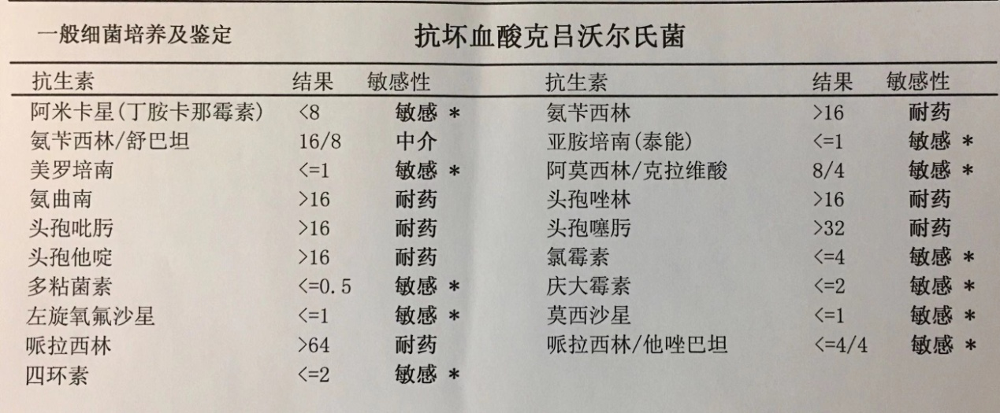 一般细菌培养及鉴定 抗坏血酸克吕沃尔氏菌
抗生素 结果 敏感性 抗生素 结果 敏感性
阿米卡星(丁胺卡那霉素) <8 敏感 * 氨苄西林 >16 耐药
氨苄西林/舒巴坦 16/8 中介 亚胺培南(泰能) <=1 敏感 *
美罗培南 <=1 敏感 * 阿莫西林/克拉维酸 8/4 敏感 *
氨曲南 >16 耐药 头孢唑林 >16 耐药
头孢吡肟 >16 耐药 头孢噻肟 >32 耐药
头孢他啶 >16 耐药 氯霉素 <=4 敏感 *
多粘菌素 <=0.5 敏感 * 庆大霉素 <=2 敏感 *
左旋氧氟沙星 <=1 敏感 * 莫西沙星 <=1 敏感 *
哌拉西林 >64 耐药 哌拉西林/他唑巴坦 <=4/4 敏感 *
四环素 <=2 敏感 *